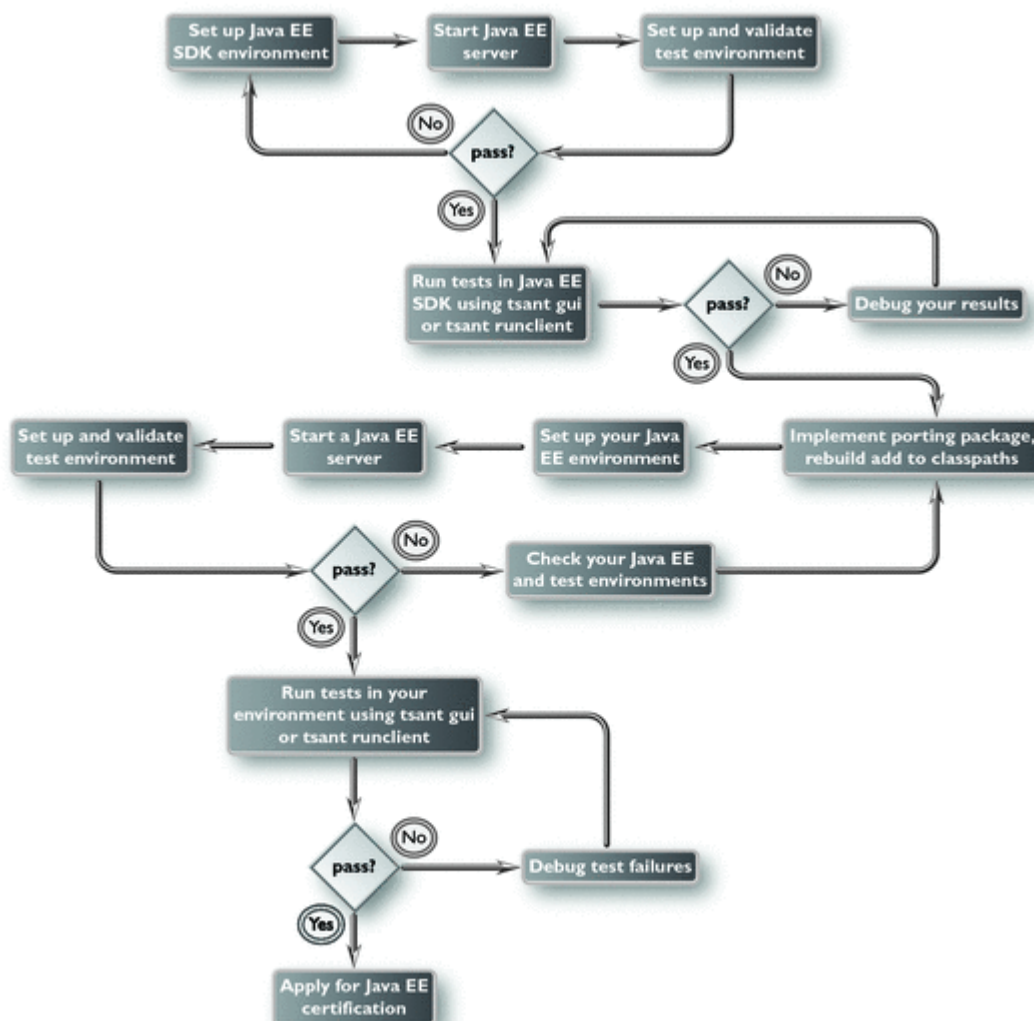 Set up Java EE
SDK environment
Start Java EE
server
Set up and validate
test environment
No
pass?
Yes
Run tests in Java EE
SDK using tsant gui
or tsant runclient
pass?
No
Debug your results
Yes
Set up and validate
test environment
Start a Java EE
server
Set up your Java
EE environment
Implement porting package,
rebuild add to classpaths
pass?
No
Check your Java EE
and test environments
Yes
Run tests in your
environment using tsant gui
or tsant runclient
pass?
No
Debug test failures
Yes
Apply for Java EE
certification